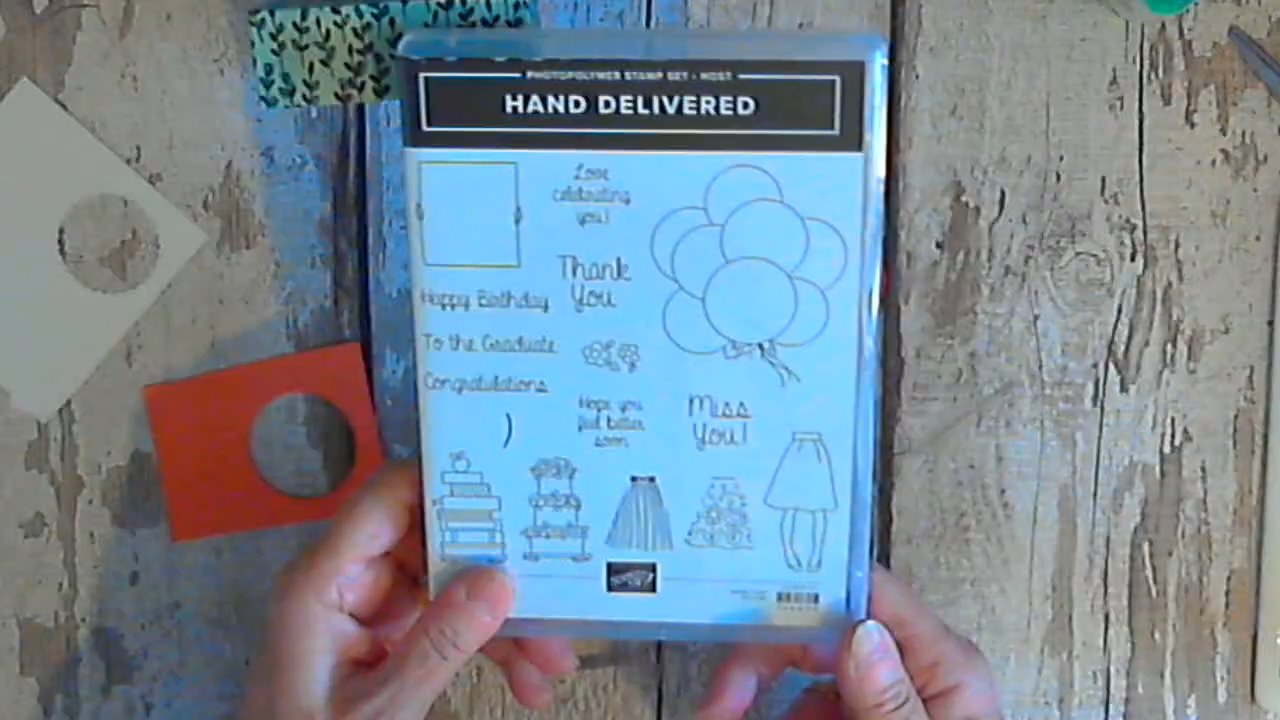 PHOTOPOLYMER STAMP SET • HOST
HAND DELIVERED
Love
celebrating
you!
Thank
You
Happy Birthday
To the Graduate
Congratulations
Hope you
feel better
soon
Miss
You!